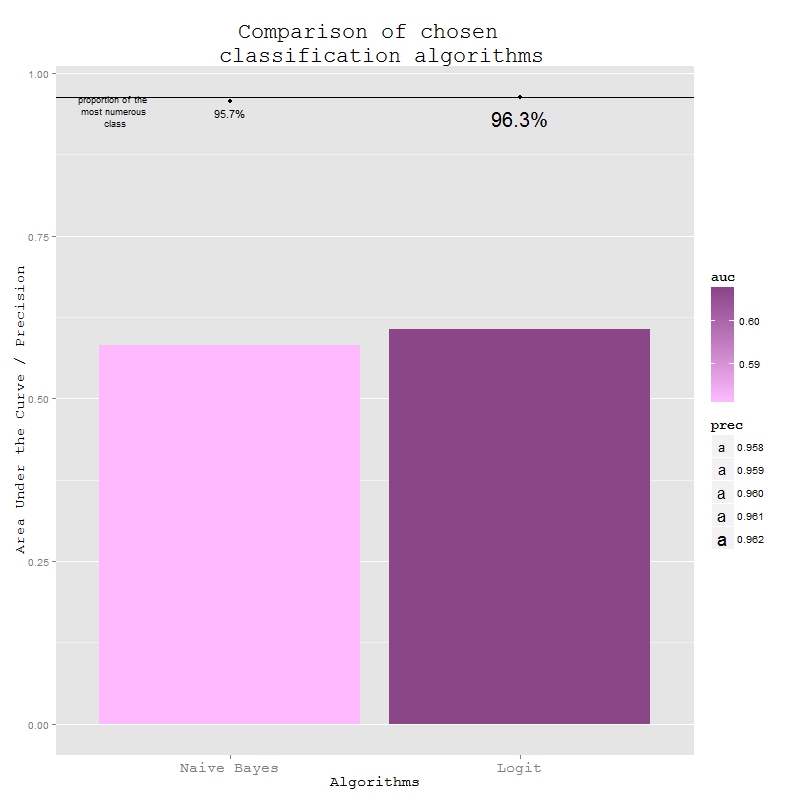 Comparison of chosen
classification algorithms
1.00
proportion of the
most numerous
class
95.7%
96.3%
0.75
0.50
0.25
0.00
Area Under the Curve / Precision
Naive Bayes
Logit
Algorithms
auc
0.60
0.59
prec
a 0.958
a 0.959
a 0.960
a 0.961
a 0.962